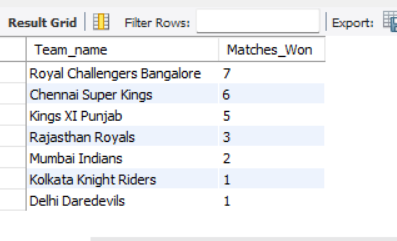 Result Grid Filter Rows: Export:
Team_name Matches_Won
Royal Challengers Bangalore 7
Chennai Super Kings 6
Kings XI Punjab 5
Rajasthan Royals 3
Mumbai Indians 2
Kolkata Knight Riders 1
Delhi Daredevils 1